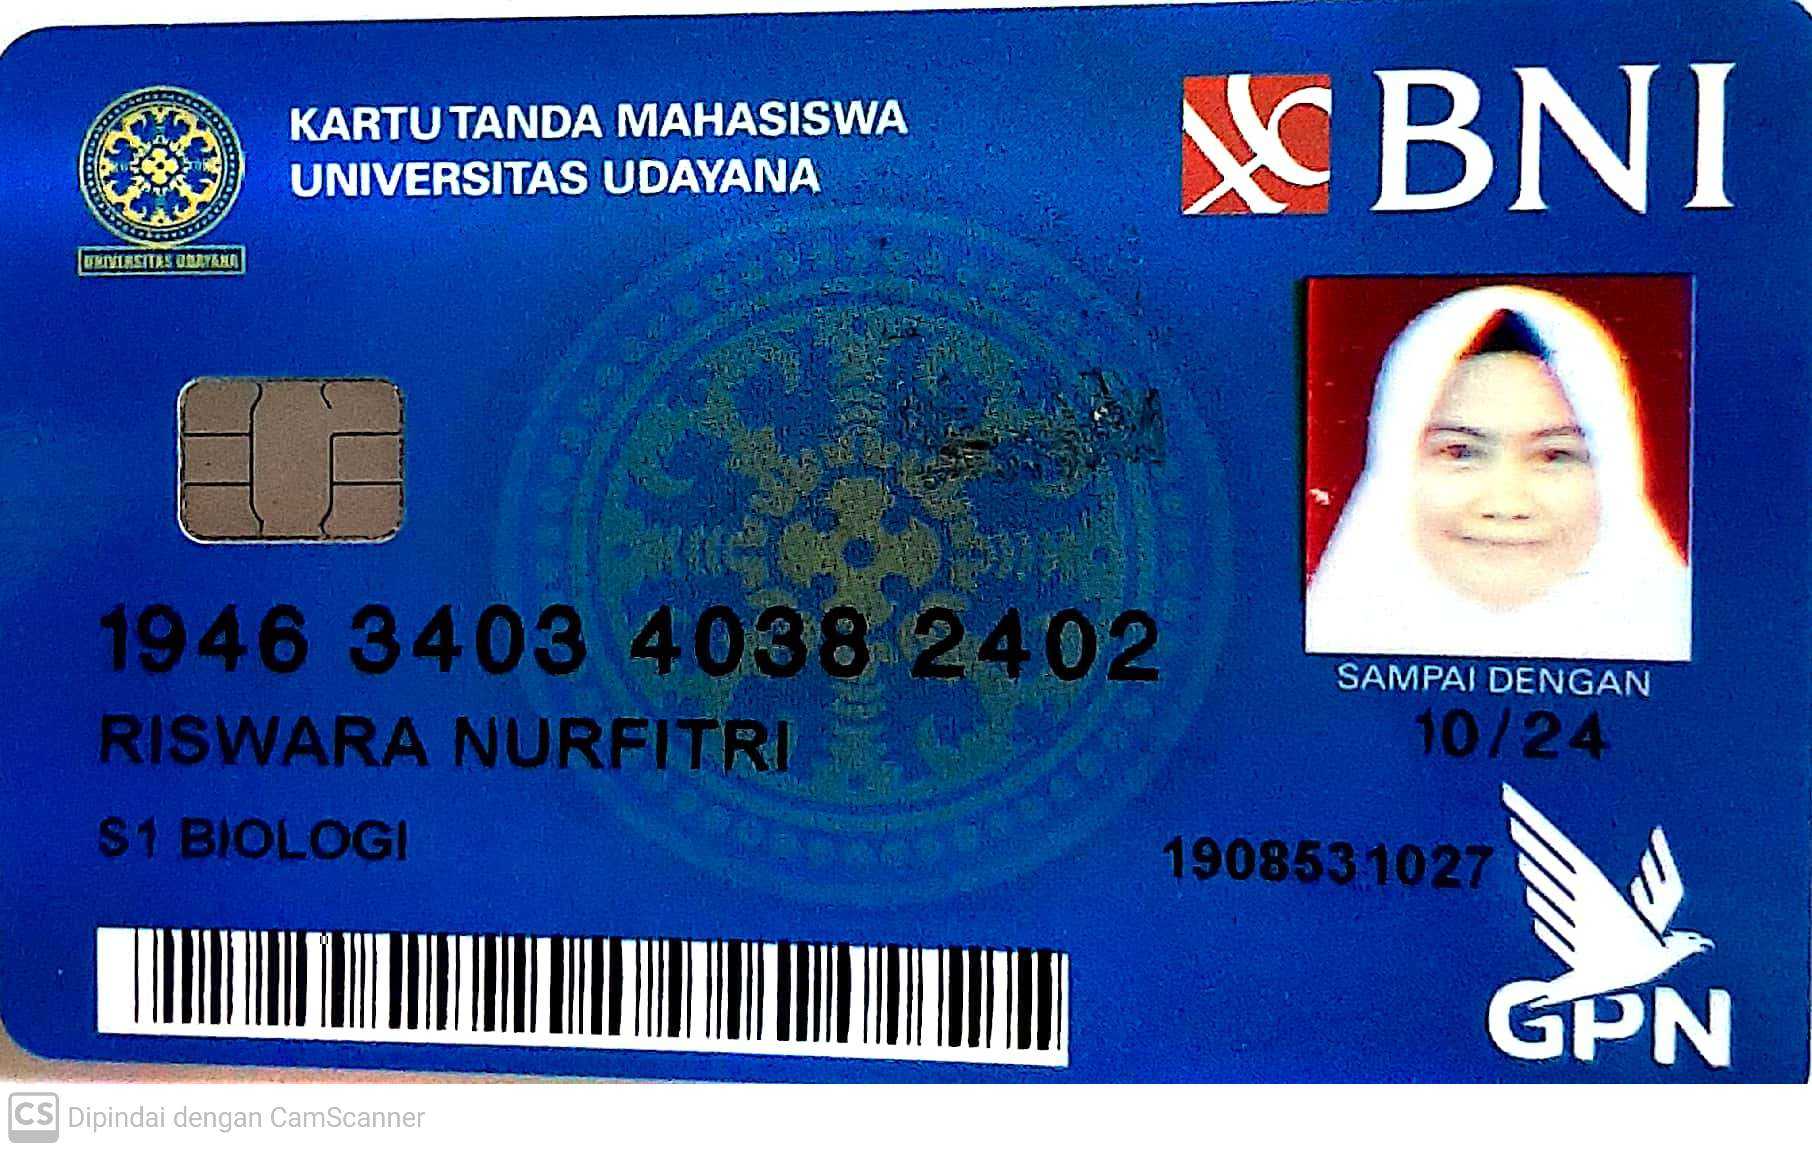 KARTU TANDA MAHASISWA
UNIVERSITAS UDAYANA
BNI
UNIVERSITAS UDAYANA
1946 3403 4038 2402
SAMPAI DENGAN
10/24
RISWARA NURFITRI
S1 BIOLOGI
1908531027
GPN
CS Dipindai dengan CamScanner